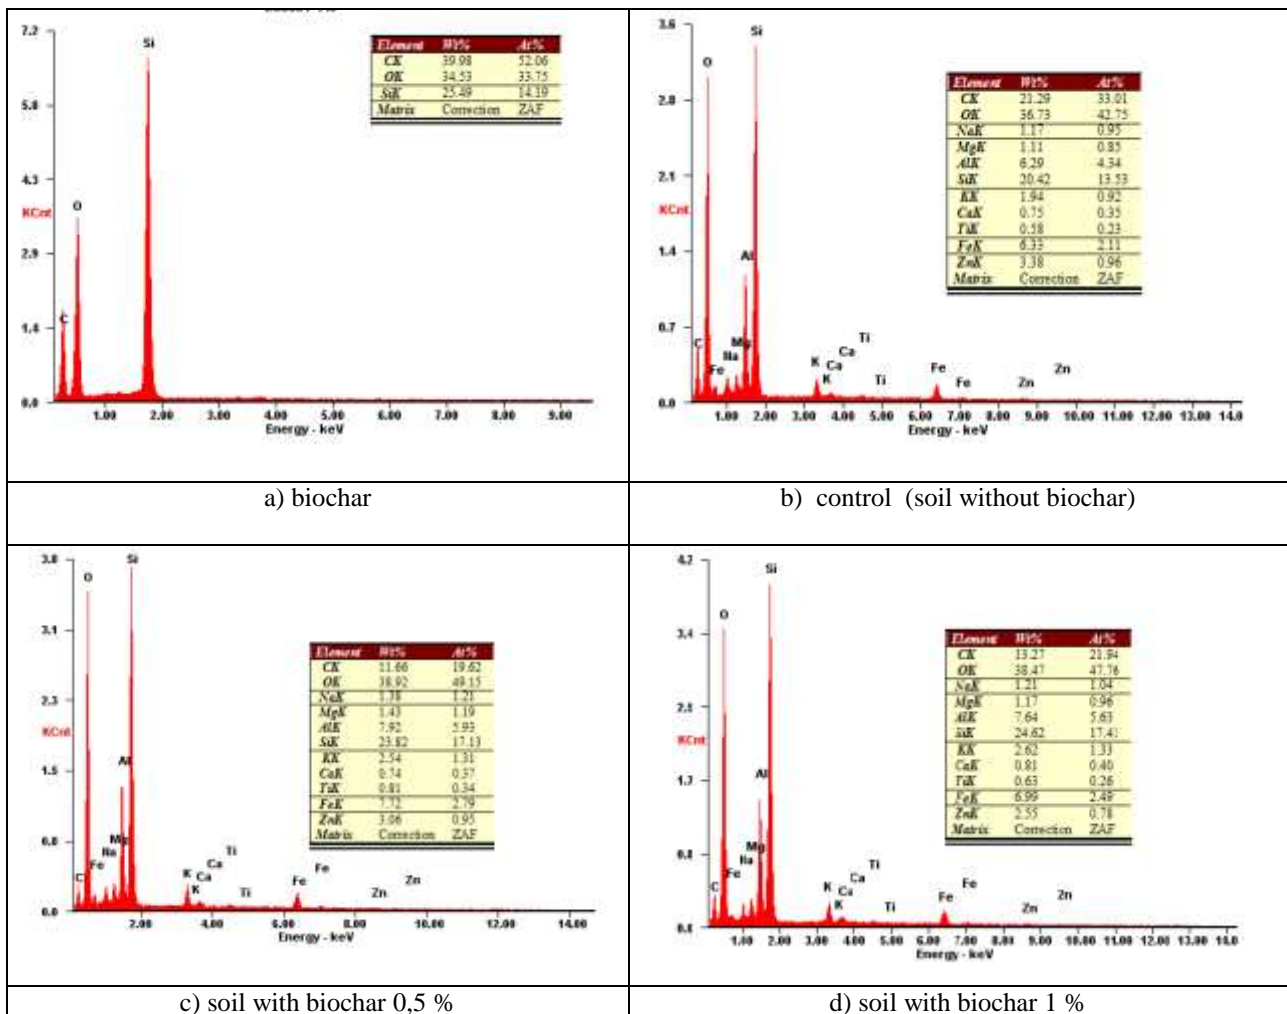 7.2
5.8
4.3
KCnt
2.9
1.4
0.0
Si
O
C
1.00 2.00 3.00 4.00 5.00 6.00 7.00 8.00 9.00
Energy - keV
Element Wt% At%
CK 39.98 52.06
OK 34.53 33.75
SiK 25.49 14.19
Matrix Correction ZAF
a) biochar
3.6
2.8
2.1
KCnt
1.4
0.7
0.0
O
Si
Al
C
Fe
Na
Mg
K
K
Ca
Ca
Ti
Ti
Fe
Fe
Zn
Zn
1.00 2.00 3.00 4.00 5.00 6.00 7.00 8.00 9.00 10.00 11.00 12.00 13.00 14.0
Energy - keV
Element Wt% At%
CK 21.29 33.01
OK 36.73 42.75
NaK 1.17 0.95
MgK 1.11 0.85
AlK 6.29 4.34
SiK 20.42 13.53
KK 1.94 0.92
CaK 0.75 0.35
TiK 0.58 0.23
FeK 6.33 2.11
ZnK 3.38 0.96
Matrix Correction ZAF
b) control (soil without biochar)
3.8
3.1
2.3
KCnt
1.5
0.8
0.0
O
Si
Al
C
Fe
Na
Mg
K
K
Ca
Ca
Ti
Ti
Fe
Fe
Zn
Zn
2.00 4.00 6.00 8.00 10.00 12.00 14.00
Energy - keV
Element Wt% At%
CK 11.66 19.62
OK 38.92 49.15
NaK 1.38 1.21
MgK 1.43 1.19
AlK 7.92 5.93
SiK 23.82 17.13
KK 2.54 1.31
CaK 0.74 0.37
TiK 0.81 0.34
FeK 7.72 2.79
ZnK 3.06 0.95
Matrix Correction ZAF
c) soil with biochar 0,5 %
4.2
3.4
2.5
KCnt
1.7
0.8
0.0
O
Si
Al
C
Fe
Na
Mg
K
K
Ca
Ca
Ti
Ti
Fe
Fe
Zn
Zn
1.00 2.00 3.00 4.00 5.00 6.00 7.00 8.00 9.00 10.00 11.00 12.00 13.00 14.0
Energy - keV
Element Wt% At%
CK 13.27 21.94
OK 38.47 47.76
NaK 1.21 1.04
MgK 1.17 0.96
AlK 7.64 5.63
SiK 24.62 17.41
KK 2.62 1.33
CaK 0.81 0.40
TiK 0.63 0.26
FeK 6.99 2.49
ZnK 2.55 0.78
Matrix Correction ZAF
d) soil with biochar 1 %